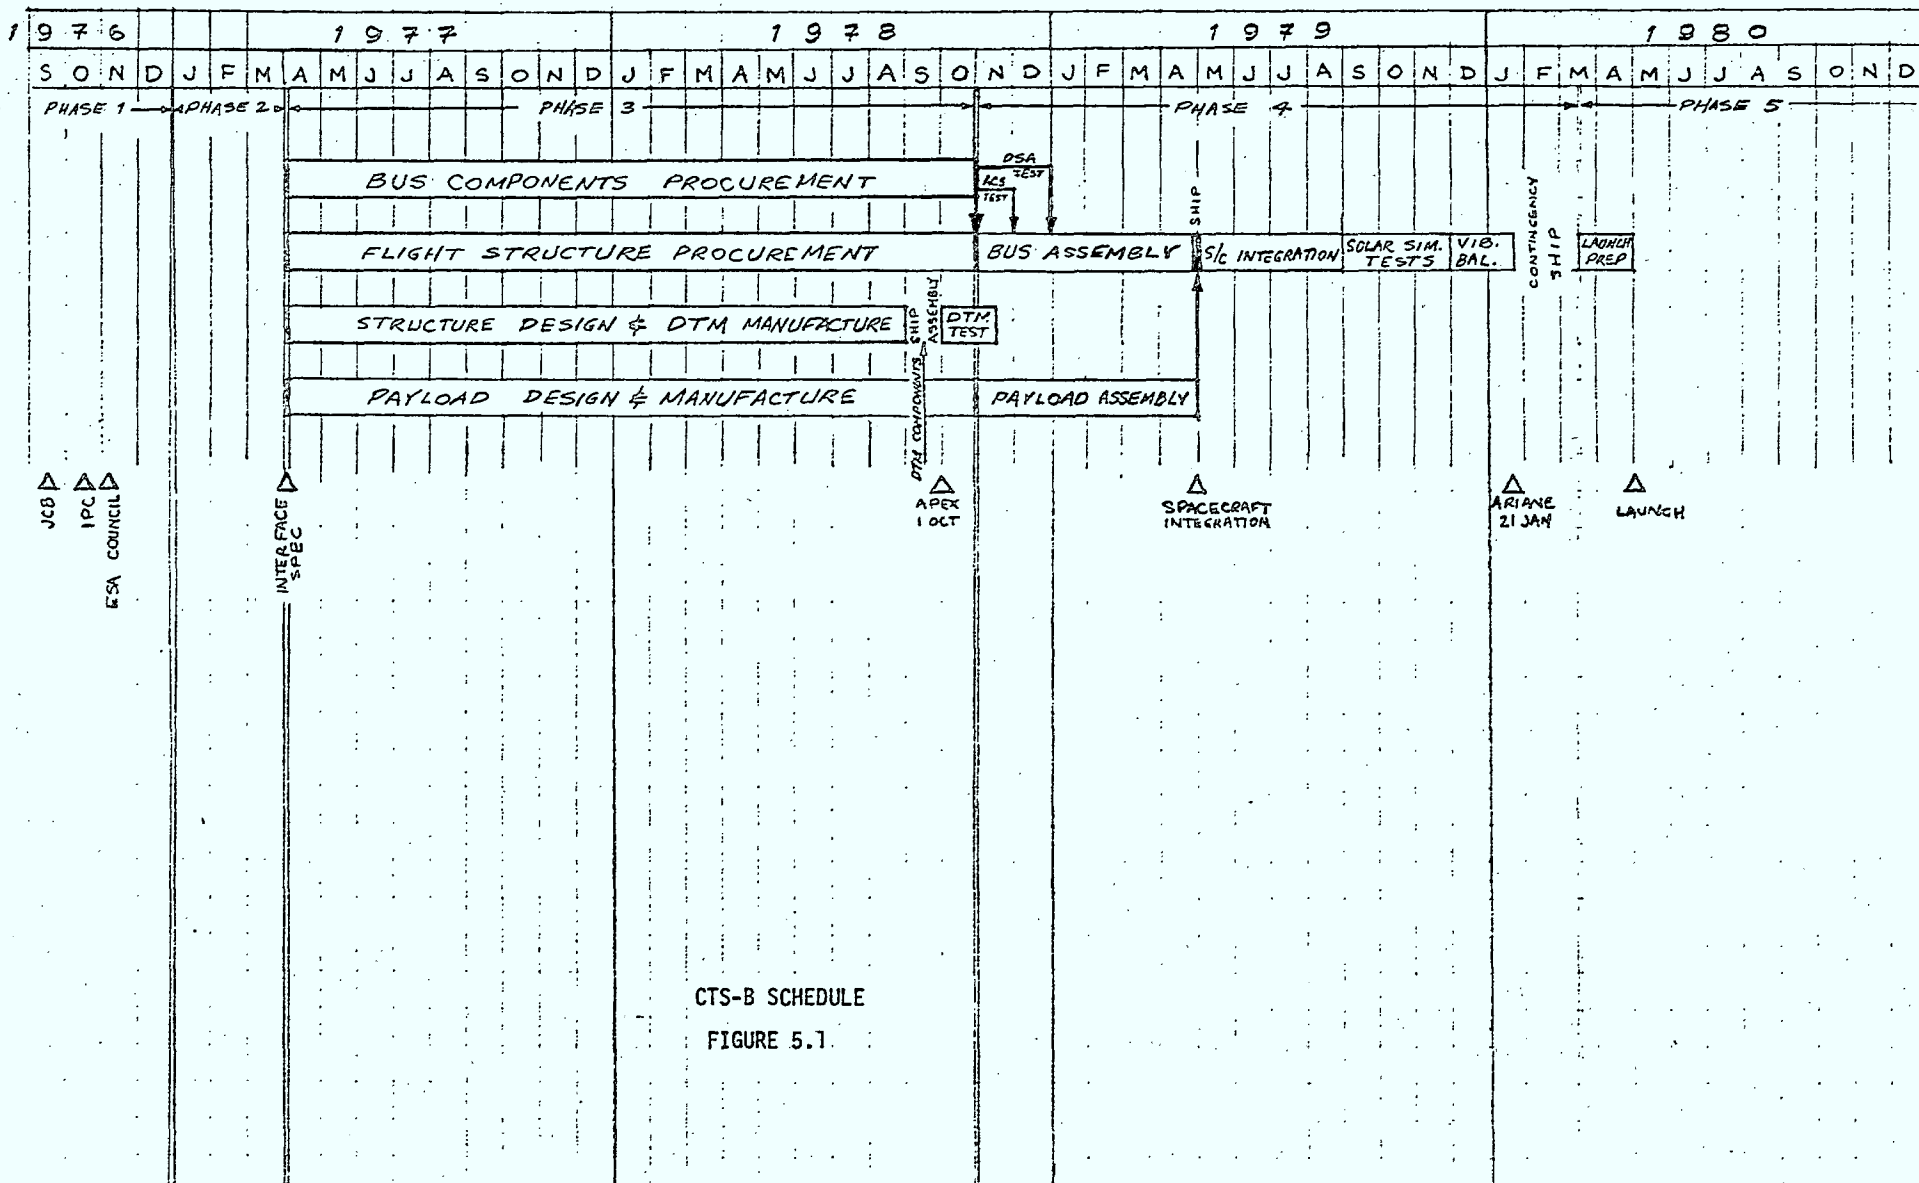 1976 1977 1978 1979 1980
S O N D J F M A M J J A S O N D J F M A M J J A S O N D J F M A M J J A S O N D J F M A M J J A S O N D
PHASE 1 PHASE 2 PHASE 3 PHASE 4 PHASE 5
DSA TEST
BUS COMPONENTS PROCUREMENT
TEST
SHIP
FLIGHT STRUCTURE PROCUREMENT
BUS ASSEMBLY
S/C INTEGRATION
SOLAR SIM. TESTS
VIB. BAL.
CONTINGENCY
SHIP
LAUNCH PREP
STRUCTURE DESIGN & DTM MANUFACTURE
SHIP
ASSEMBLY
DTM TEST
DTM COMPONENTS
PAYLOAD DESIGN & MANUFACTURE
PAYLOAD ASSEMBLY
JCB
IPC
ESA COUNCIL
INTERFACE SPEC
APEX
1 OCT
SPACECRAFT
INTEGRATION
ARIANE
21 JAN
LAUNCH
CTS-B SCHEDULE
FIGURE 5.1